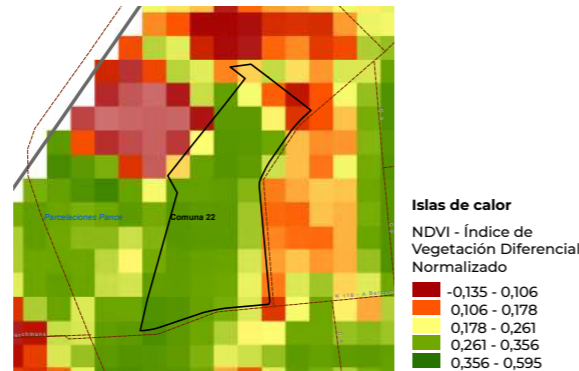 Parcelaciones Pance
Comuna 22
Islas de calor
NDVI - Índice de
Vegetación Diferencial
Normalizado
-0,135 - 0,106
0,106 - 0,178
0,178 - 0,261
0,261 - 0,356
0,356 - 0,595